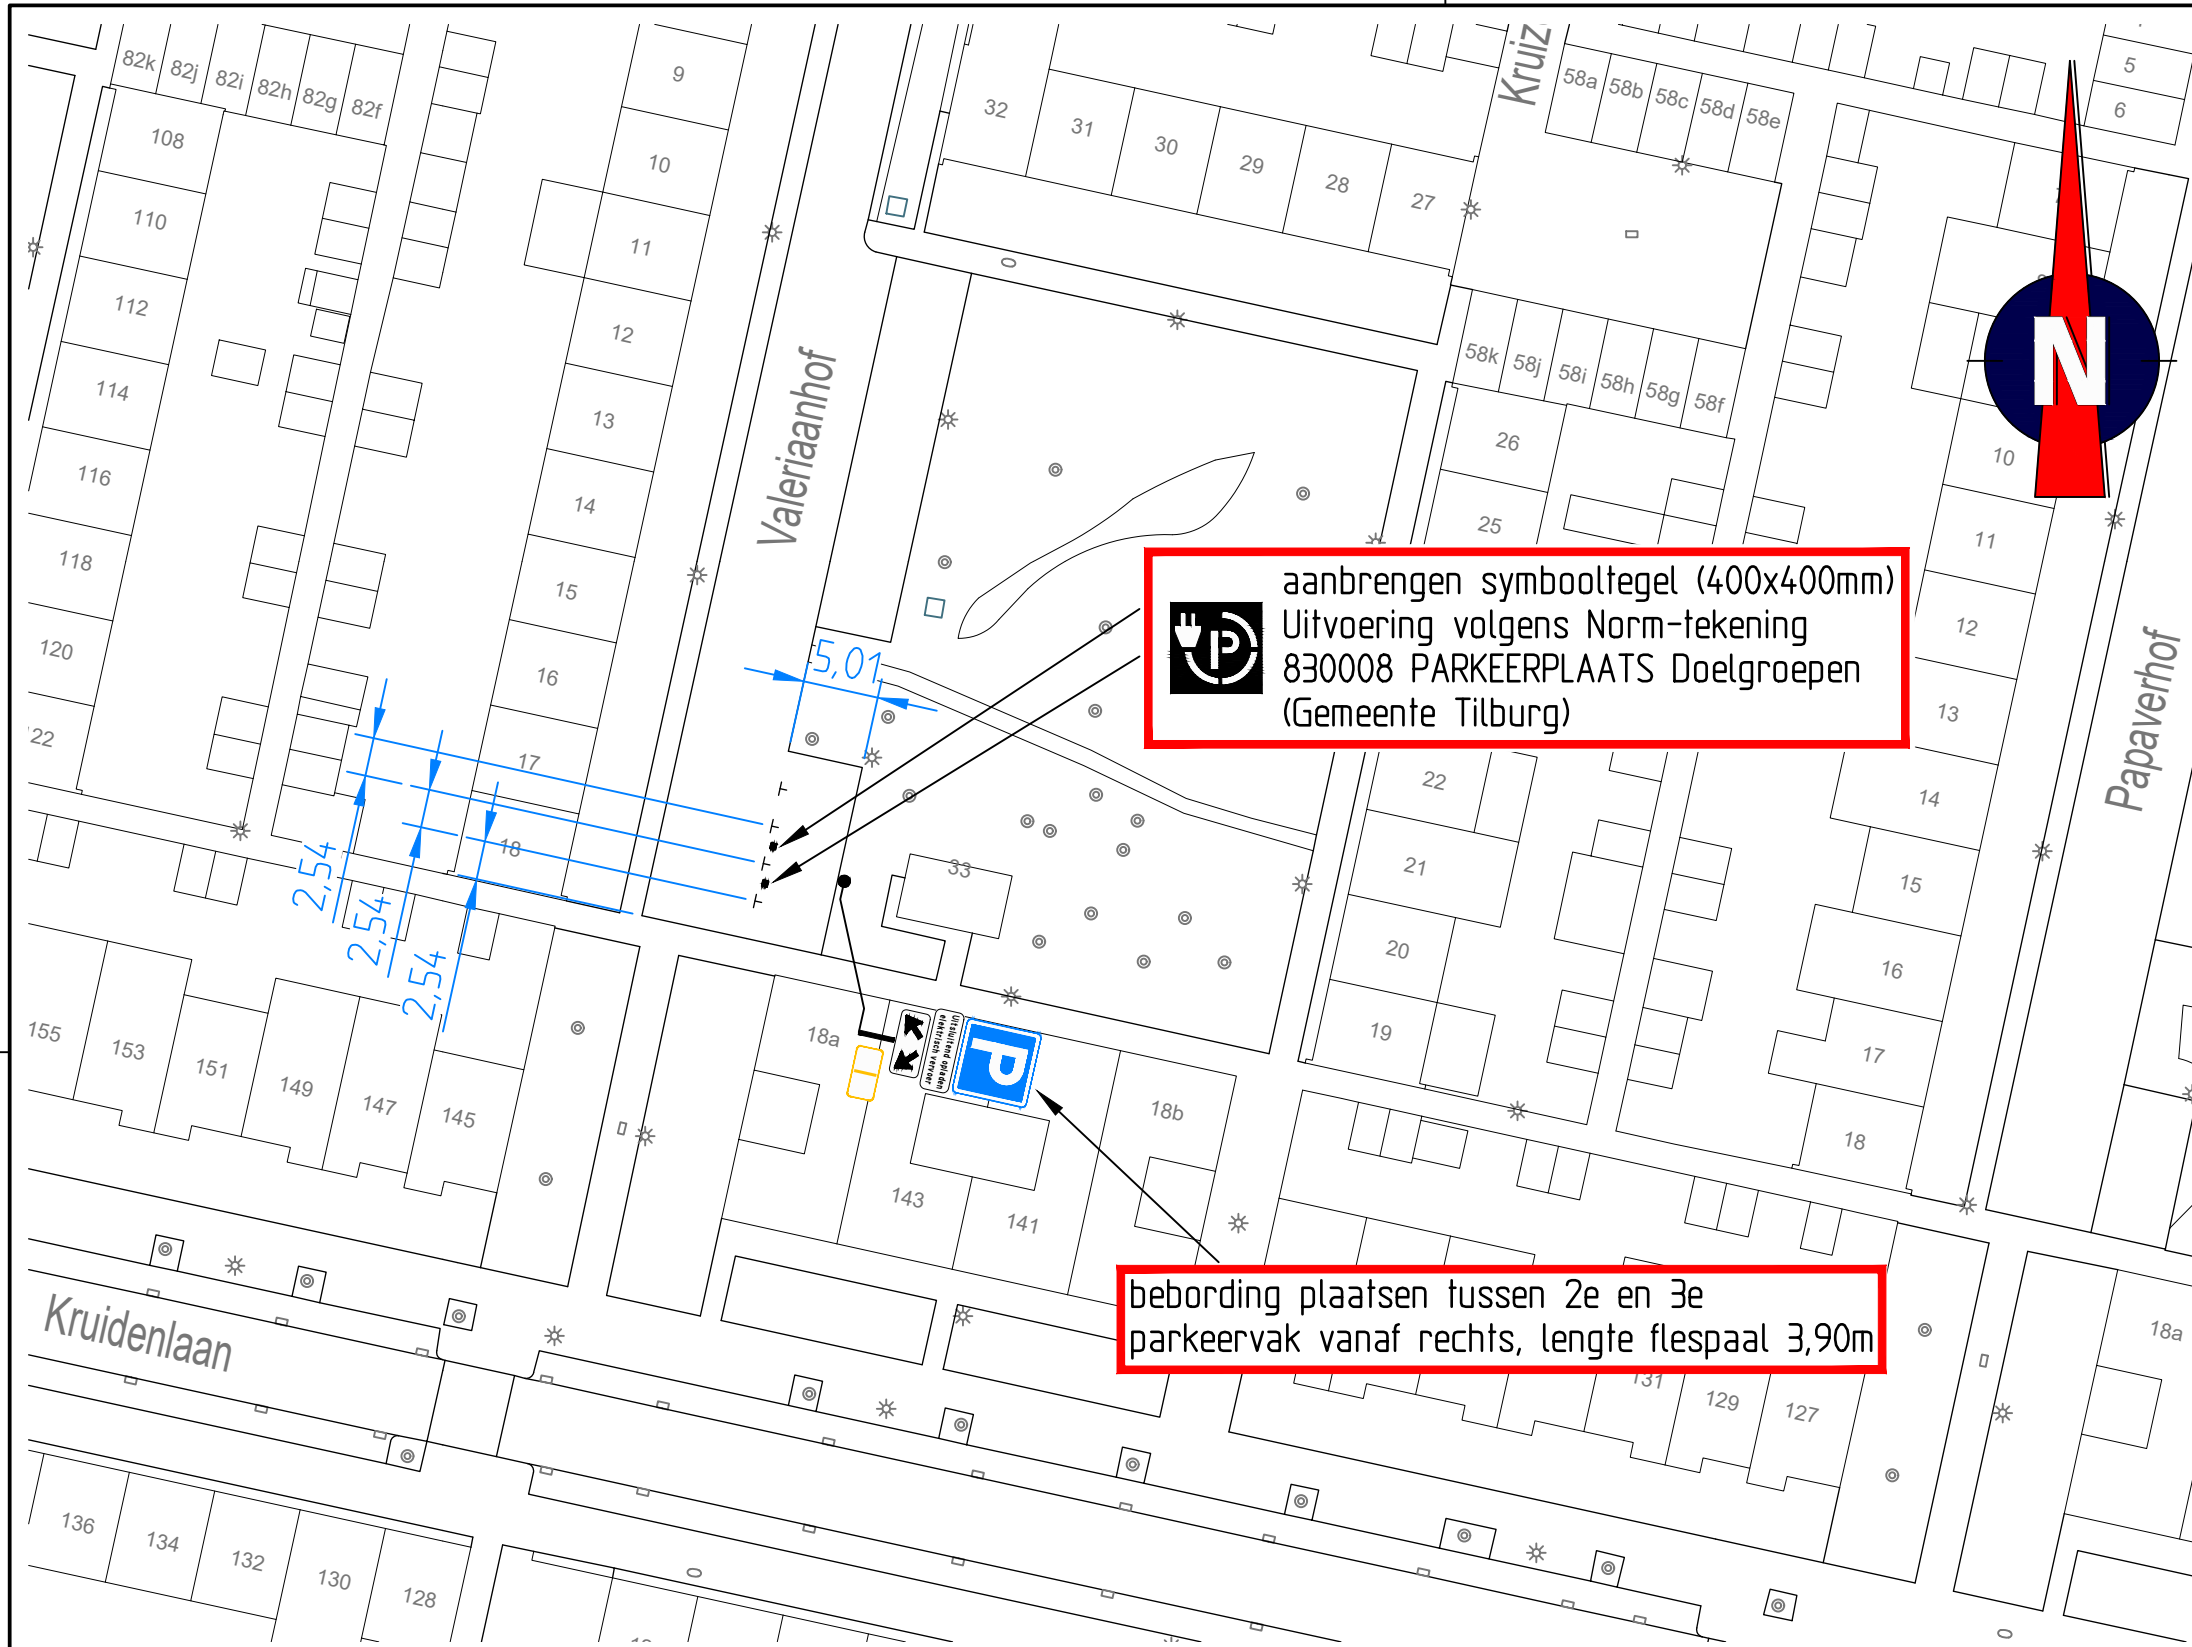 82k
82j
82i
82h
82g
82f
108
110
112
114
116
118
120
22
9
10
11
12
13
14
15
16
17
18
32
31
30
29
28
27
Kruiz
58a
58b
58c
58d
58e
5
6
58k
58j
58i
58h
58g
58f
26
25
22
21
20
19
N
10
11
12
13
14
15
16
17
18
Valeriaanhof
Papaverhof
5,01
2,54
2,54
2,54
aanbrengen symbooltegel (400x400mm)
Uitvoering volgens Norm-tekening
830008 PARKEERPLAATS Doelgroepen
(Gemeente Tilburg)
P
33
155
153
151
149
147
145
18a
Uitsluitend opladen
elektrisch vervoer
P
18b
143
141
bebording plaatsen tussen 2e en 3e
parkeervak vanaf rechts, lengte flespaal 3,90m
Kruidenlaan
131
129
127
18a
136
134
132
130
128